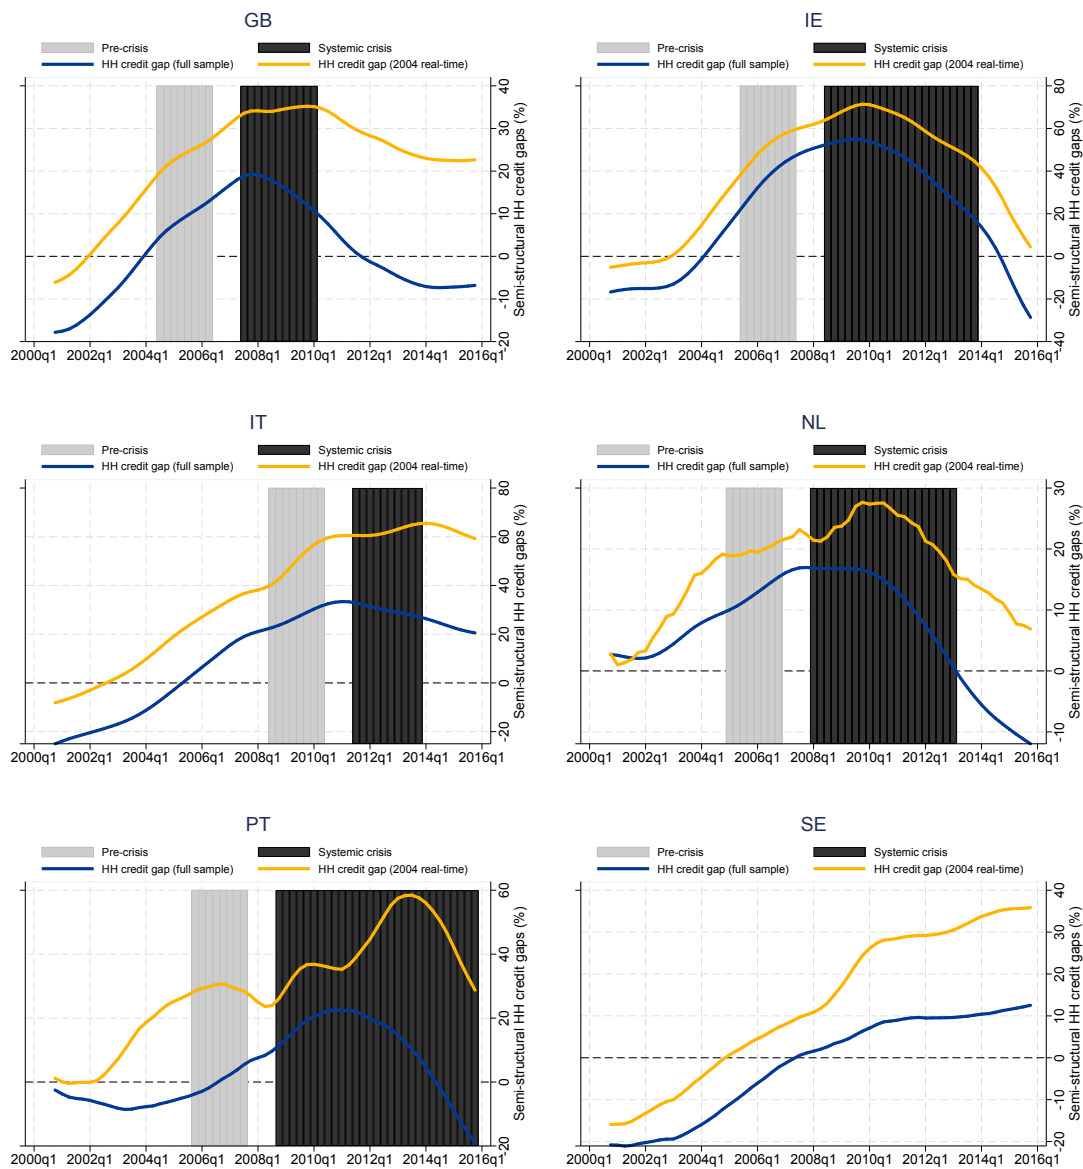 GB
Pre-crisis Systemic crisis
HH credit gap (full sample) HH credit gap (2004 real-time)
-20 -10 0 10 20 30 40
Semi-structural HH credit gaps (%)
2000q1 2002q1 2004q1 2006q1 2008q1 2010q1 2012q1 2014q1 2016q1
IE
Pre-crisis Systemic crisis
HH credit gap (full sample) HH credit gap (2004 real-time)
-40 -20 0 20 40 60 80
Semi-structural HH credit gaps (%)
2000q1 2002q1 2004q1 2006q1 2008q1 2010q1 2012q1 2014q1 2016q1
IT
Pre-crisis Systemic crisis
HH credit gap (full sample) HH credit gap (2004 real-time)
-20 0 20 40 60 80
Semi-structural HH credit gaps (%)
2000q1 2002q1 2004q1 2006q1 2008q1 2010q1 2012q1 2014q1 2016q1
NL
Pre-crisis Systemic crisis
HH credit gap (full sample) HH credit gap (2004 real-time)
-10 0 10 20 30
Semi-structural HH credit gaps (%)
2000q1 2002q1 2004q1 2006q1 2008q1 2010q1 2012q1 2014q1 2016q1
PT
Pre-crisis Systemic crisis
HH credit gap (full sample) HH credit gap (2004 real-time)
-20 0 20 40 60
Semi-structural HH credit gaps (%)
2000q1 2002q1 2004q1 2006q1 2008q1 2010q1 2012q1 2014q1 2016q1
SE
Pre-crisis Systemic crisis
HH credit gap (full sample) HH credit gap (2004 real-time)
-20 -10 0 10 20 30 40
Semi-structural HH credit gaps (%)
2000q1 2002q1 2004q1 2006q1 2008q1 2010q1 2012q1 2014q1 2016q1